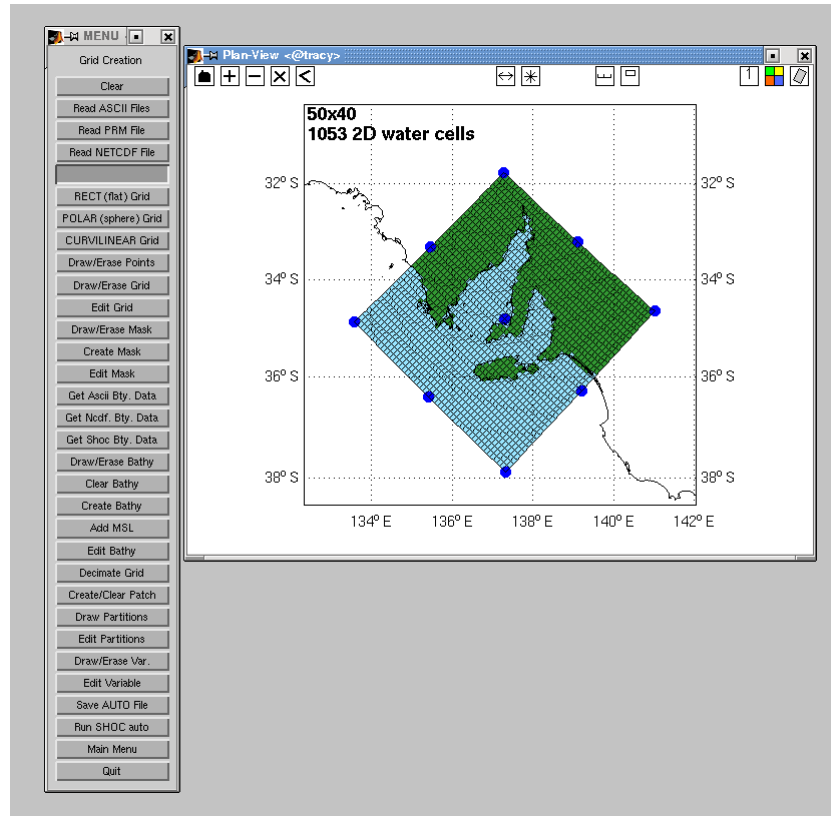 MENU
Grid Creation
Clear
Read ASCII Files
Read PRM File
Read NETCDF File
RECT (flat) Grid
POLAR (sphere) Grid
CURVILINEAR Grid
Draw/Erase Points
Draw/Erase Grid
Edit Grid
Draw/Erase Mask
Create Mask
Edit Mask
Get Ascii Bty. Data
Get Ncdf. Bty. Data
Get Shoc Bty. Data
Draw/Erase Bathy
Clear Bathy
Create Bathy
Add MSL
Edit Bathy
Decimate Grid
Create/Clear Patch
Draw Partitions
Edit Partitions
Draw/Erase Var.
Edit Variable
Save AUTO File
Run SHOC auto
Main Menu
Quit
Plan-View <@tracy>
1
50x40
1053 2D water cells
32° S 32° S
34° S 34° S
36° S 36° S
38° S 38° S
134° E 136° E 138° E 140° E 142° E